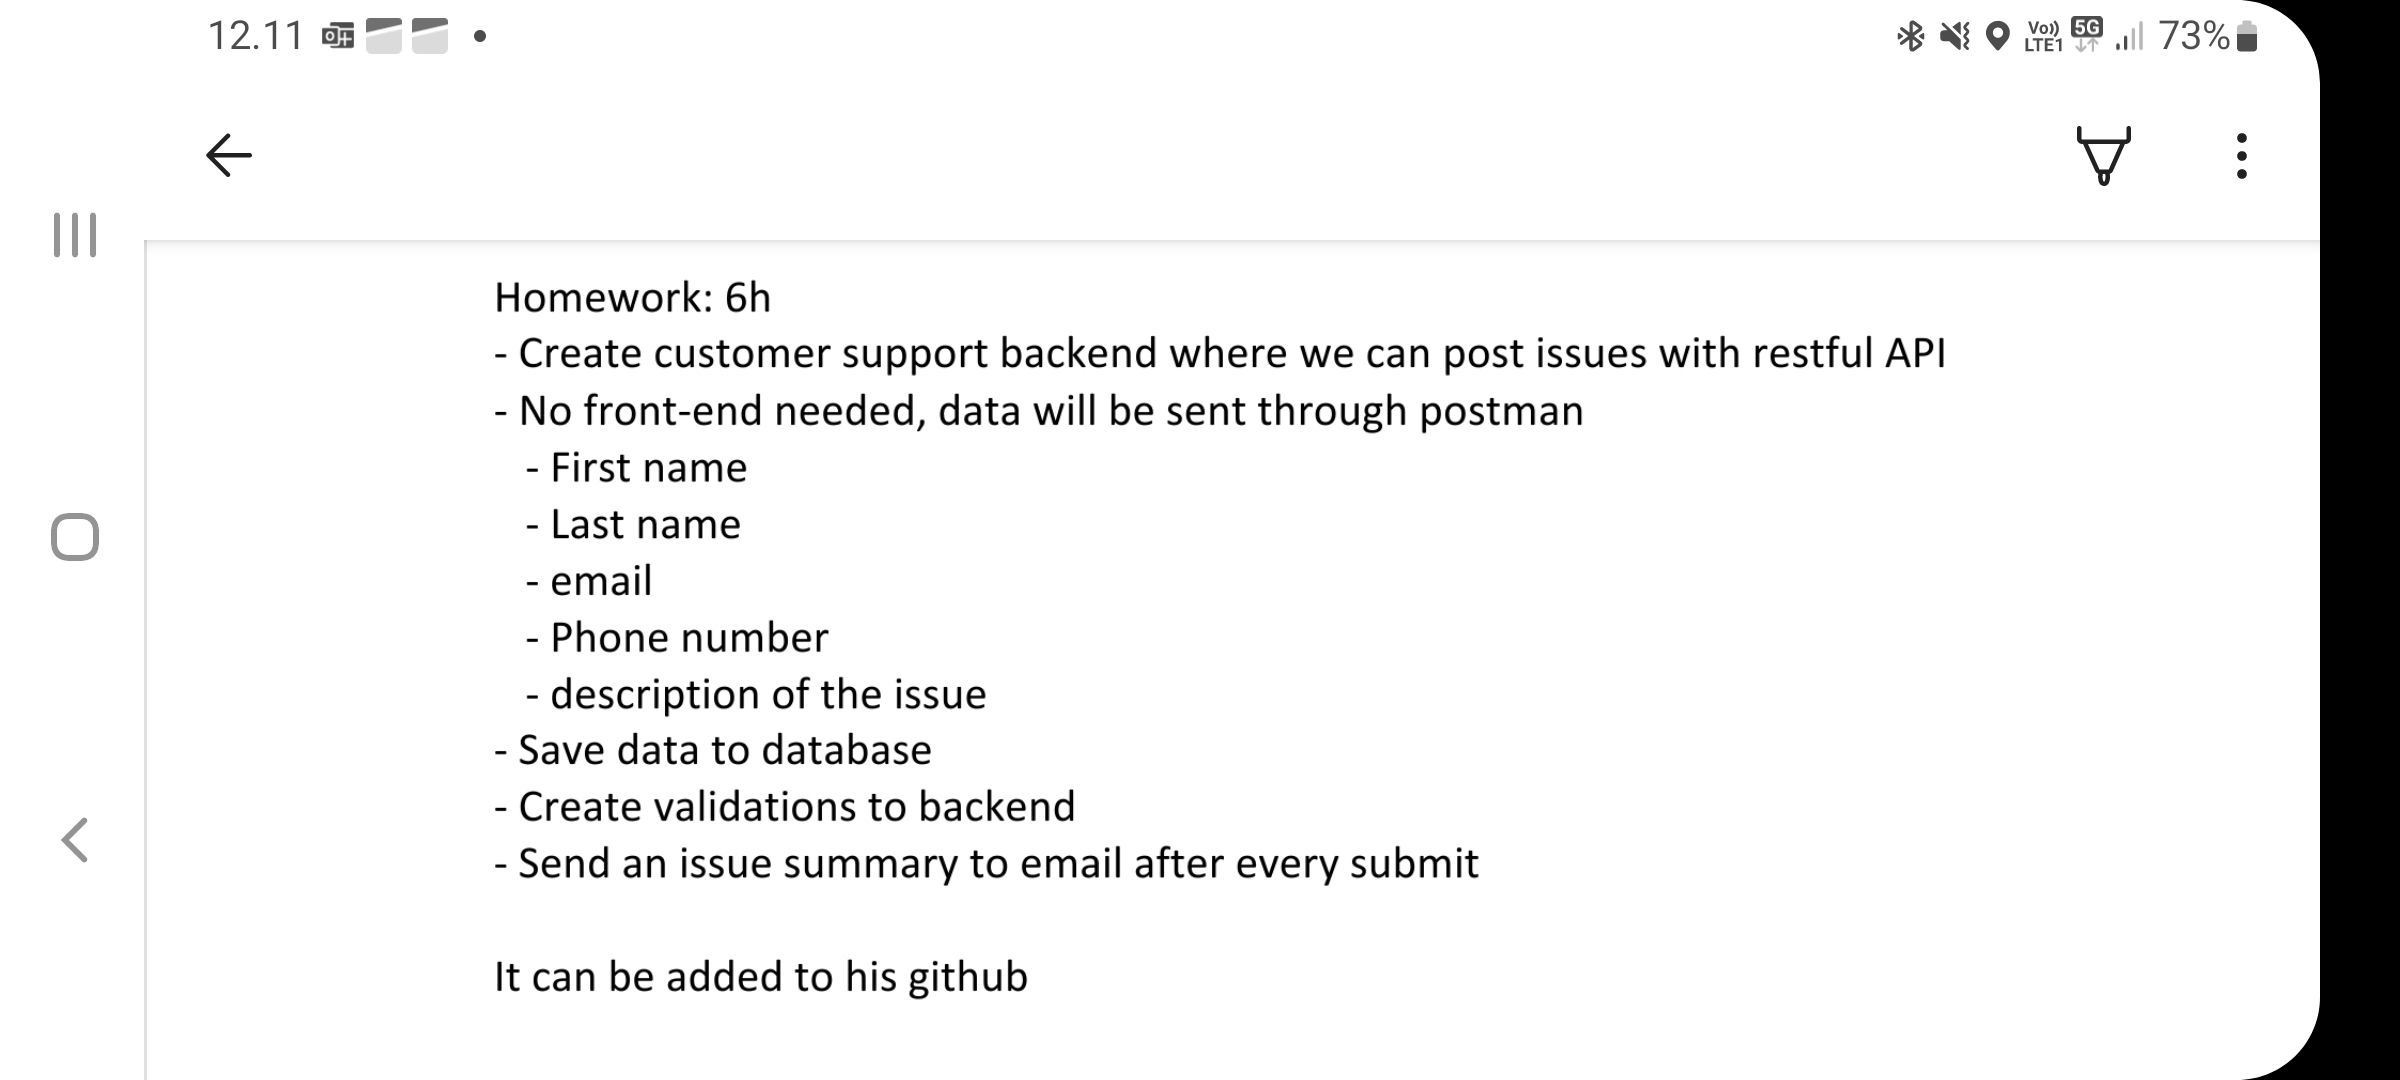 12.11
Vo)) LTE1 5G 73%
Homework: 6h
- Create customer support backend where we can post issues with restful API
- No front-end needed, data will be sent through postman
- First name
- Last name
- email
- Phone number
- description of the issue
- Save data to database
- Create validations to backend
- Send an issue summary to email after every submit
It can be added to his github